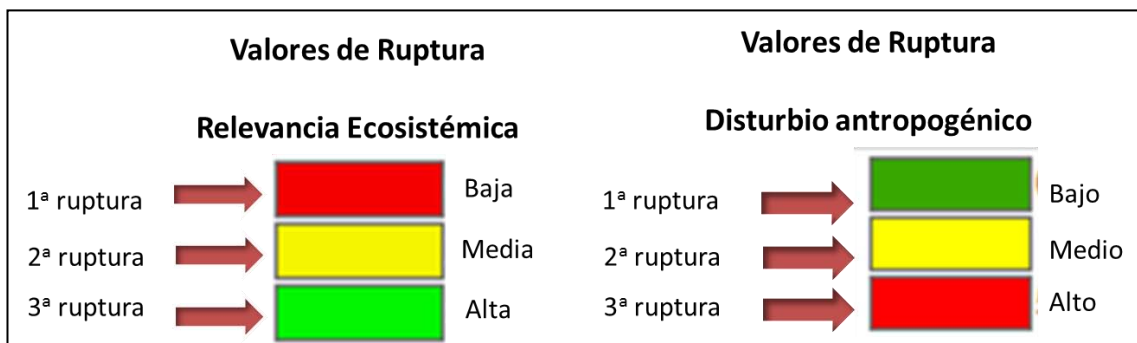 Valores de Ruptura
Relevancia Ecosistémica
1ª ruptura Baja
2ª ruptura Media
3ª ruptura Alta
Valores de Ruptura
Disturbio antropogénico
1ª ruptura Bajo
2ª ruptura Medio
3ª ruptura Alto